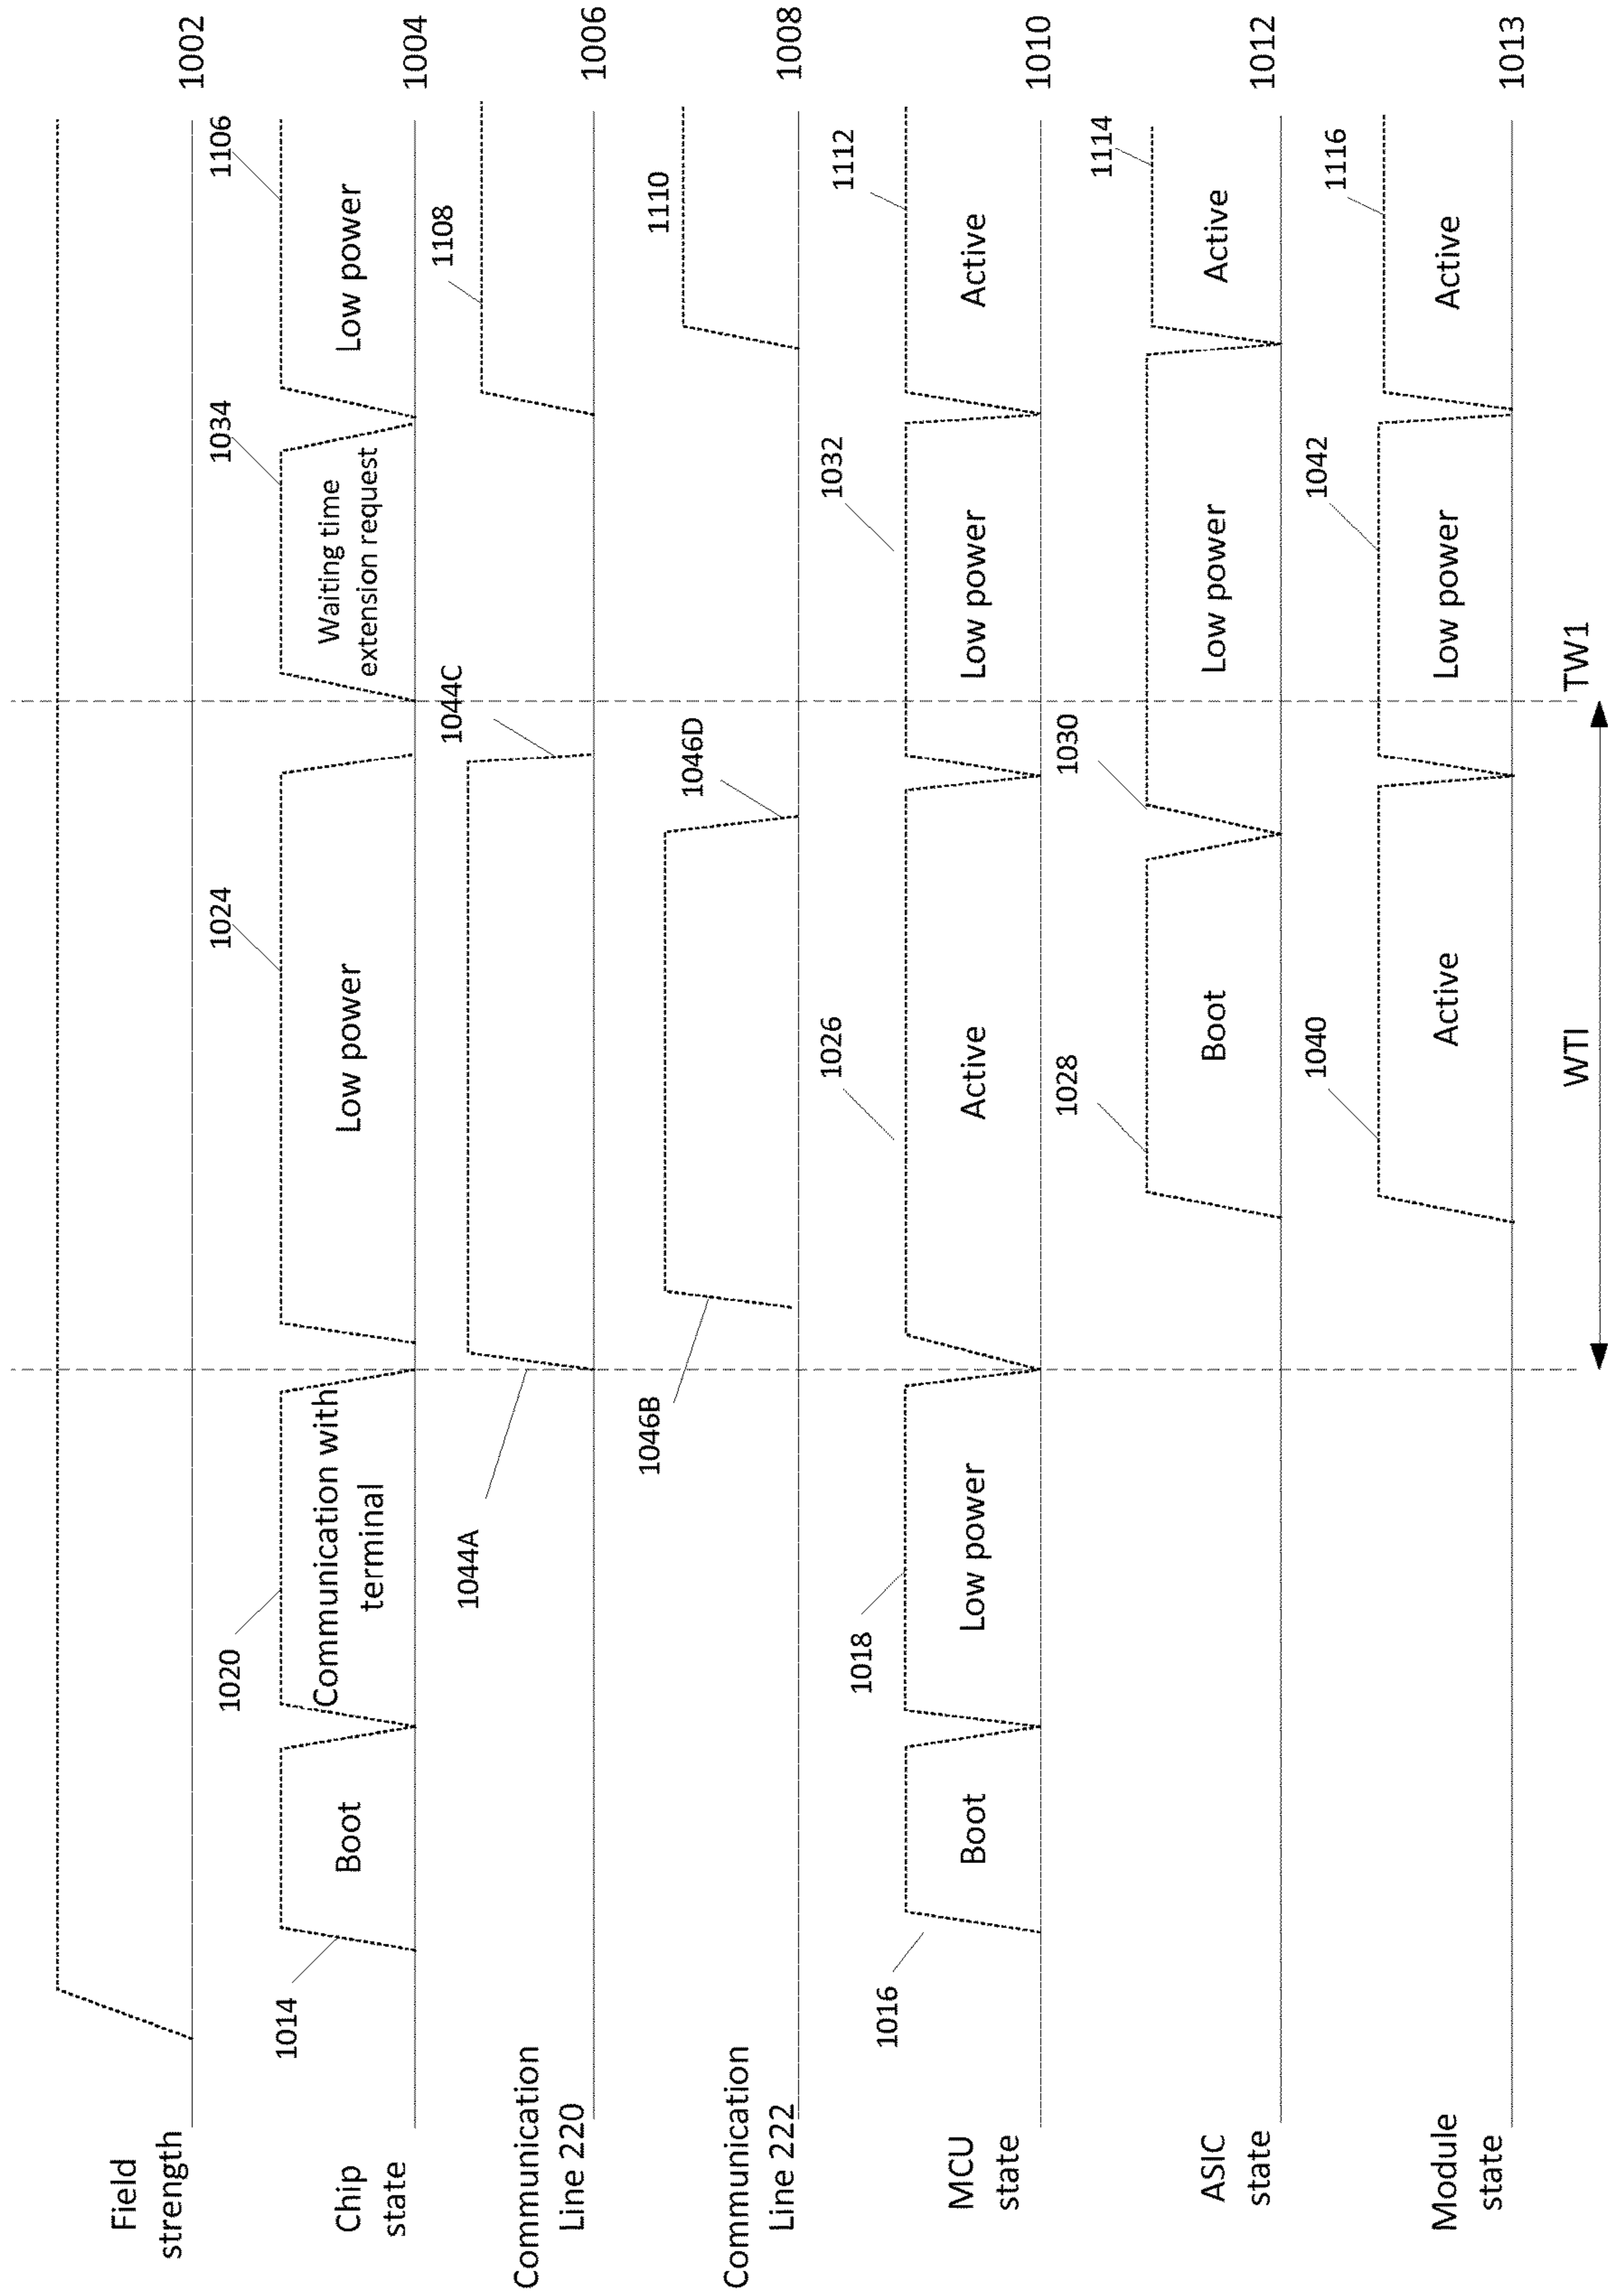 Field
strength
1002
Chip
state
1014
Boot
1020
Communication with
terminal
1024
Low power
1034
Waiting time
extension request
1106
Low power
1004
Communication
Line 220
1044A
1044C
1108
1006
Communication
Line 222
1046B
1046D
1110
1008
MCU
state
1016
Boot
1018
Low power
1026
Active
1032
Low power
1112
Active
1010
ASIC
state
1028
Boot
1030
Low power
1114
Active
1012
Module
state
1040
Active
1042
Low power
1116
Active
1013
WTI
TW1